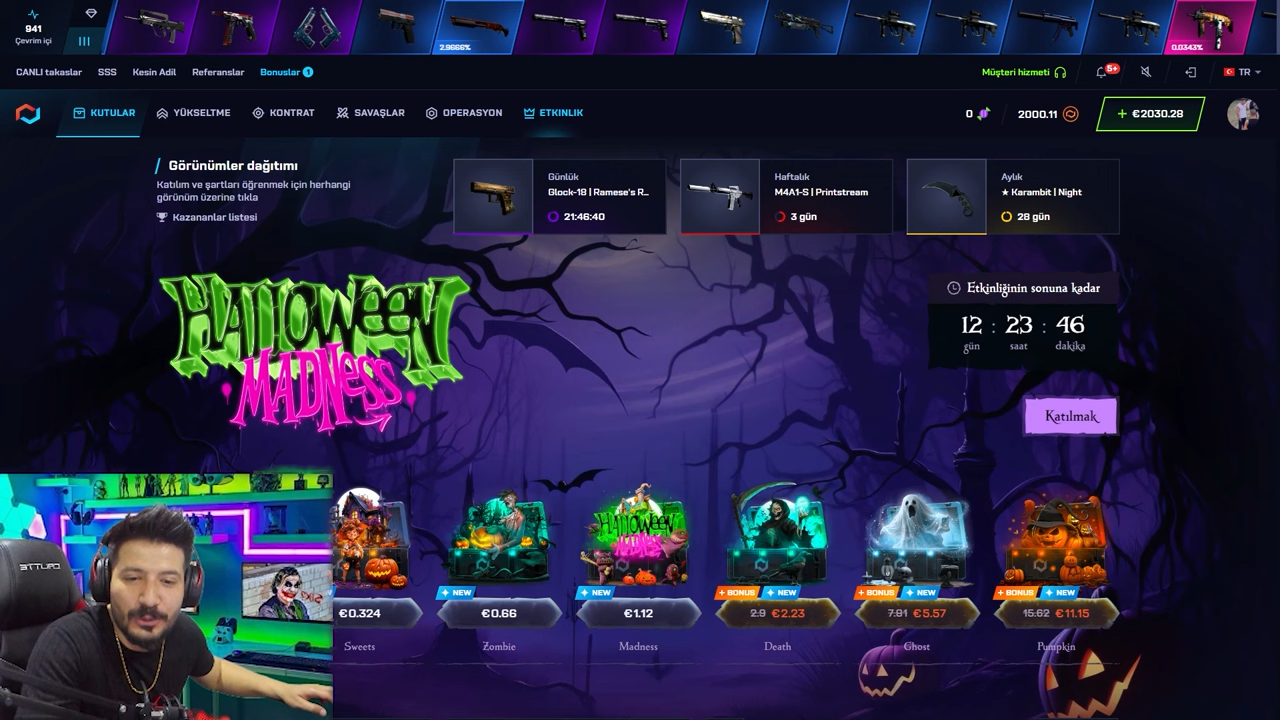 941
Çevrim içi
2.9666%
0.0343%
CANLI takaslar
SSS
Kesin Adil
Referanslar
Bonuslar 1
Müşteri hizmeti
5+
TR
KUTULAR
YÜKSELTME
KONTRAT
SAVAŞLAR
OPERASYON
ETKINLIK
0
2000.11
+ €2030.28
Görünümler dağıtımı
Katılım ve şartları öğrenmek için herhangi
görünüm üzerine tıkla
Kazananlar listesi
Günlük
Glock-18 | Ramese's R...
21:46:40
Haftalık
M4A1-S | Printstream
3 gün
Aylık
★ Karambit | Night
28 gün
HALLOWEEN
MADNESS
Etkinliğinin sonuna kadar
12 : 23 : 46
gün saat dakika
Katılmak
HALLOWEEN
NEW
NEW
+ BONUS NEW
+ BONUS NEW
+ BONUS NEW
€0.324
€0.66
€1.12
2.9 €2.23
7.91 €5.57
15.62 €11.15
Sweets
Zombie
Madness
Death
Ghost
Pumpkin